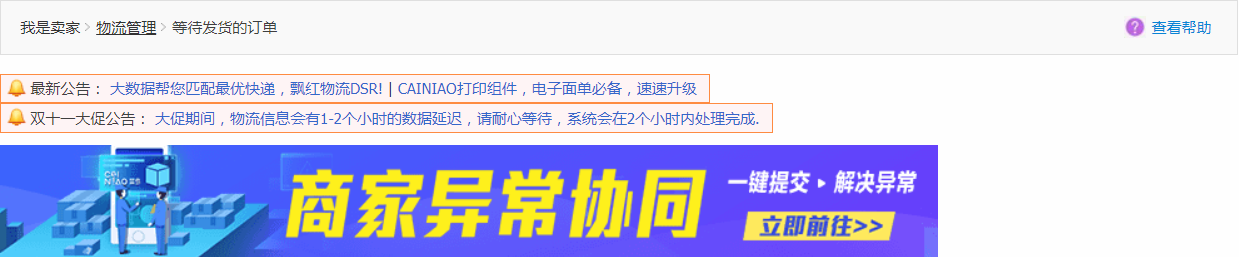 我是卖家 > 物流管理 > 等待发货的订单
查看帮助
最新公告： 大数据帮您匹配最优快递，飘红物流DSR! | CAINIAO打印组件，电子面单必备，速速升级
双十一大促公告： 大促期间，物流信息会有1-2个小时的数据延迟，请耐心等待，系统会在2个小时内处理完成.
商家异常协同
一键提交 ▸ 解决异常
立即前往>>